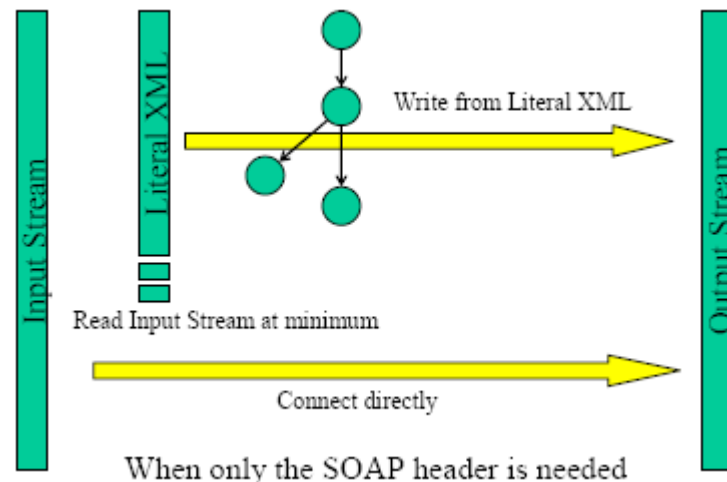 Input Stream
Literal XML
Write from Literal XML
Output Stream
Read Input Stream at minimum
Connect directly
When only the SOAP header is needed